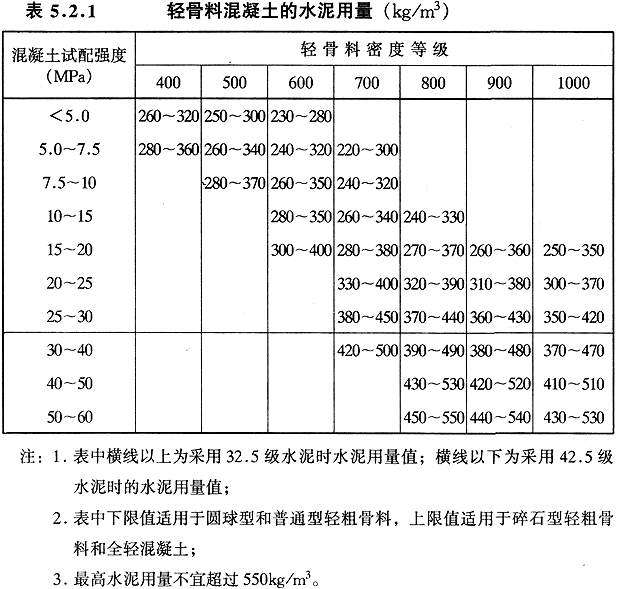 表 5.2.1 轻骨料混凝土的水泥用量（kg/m³）
混凝土试配强度 轻骨料密度等级
（MPa） 400 500 600 700 800 900 1000
＜5.0 260～320 250～300 230～280
5.0～7.5 280～360 260～340 240～320 220～300
7.5～10 280～370 260～350 240～320
10～15 280～350 260～340 240～330
15～20 300～400 280～380 270～370 260～360 250～350
20～25 330～400 320～390 310～380 300～370
25～30 380～450 370～440 360～430 350～420
30～40 420～500 390～490 380～480 370～470
40～50 430～530 420～520 410～510
50～60 450～550 440～540 430～530
注：1. 表中横线以上为采用 32.5 级水泥时水泥用量值；横线以下为采用 42.5 级
水泥时的水泥用量值；
2. 表中下限值适用于圆球型和普通型轻粗骨料，上限值适用于碎石型轻粗骨
料和全轻混凝土；
3. 最高水泥用量不宜超过 550kg/m³。